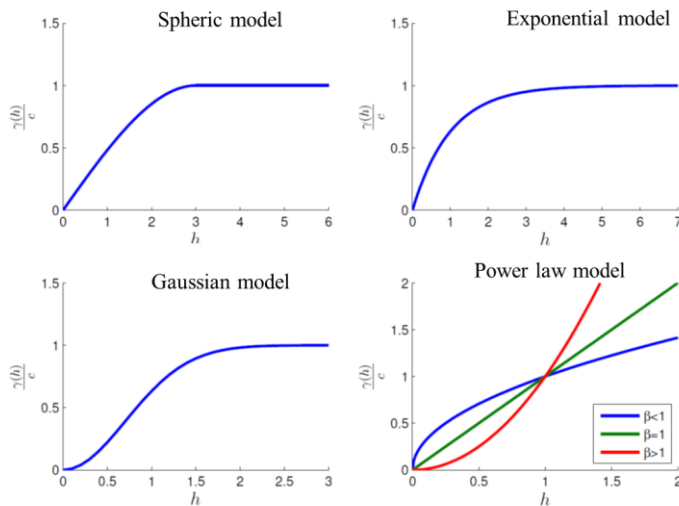 Spheric model
1.5
1
0.5
0
γ(h)
c
0 1 2 3 4 5 6
h
Exponential model
1.5
1
0.5
0
γ(h)
c
0 1 2 3 4 5 6 7
h
Gaussian model
1.5
1
0.5
0
γ(h)
c
0 0.5 1 1.5 2 2.5 3
h
Power law model
2
1.5
1
0.5
0
γ(h)
c
0 0.5 1 1.5 2
h
β<1
β=1
β>1